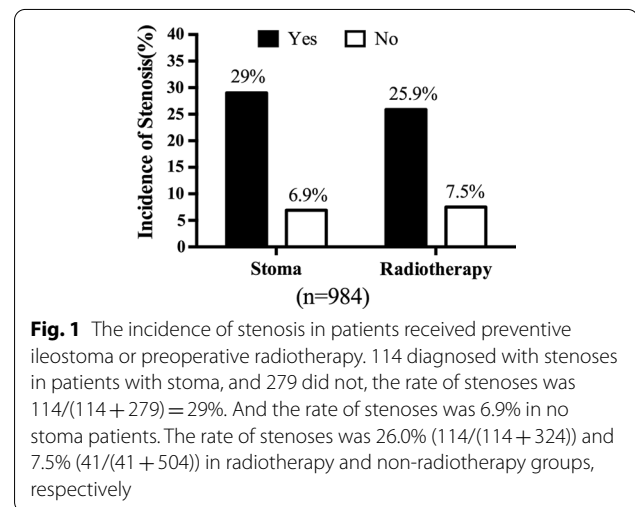 Yes No
Incidence of Stenosis(%)
40
35
30
25
20
15
10
5
0
29%
6.9%
25.9%
7.5%
Stoma Radiotherapy
(n=984)
Fig. 1 The incidence of stenosis in patients received preventive
ileostoma or preoperative radiotherapy. 114 diagnosed with stenoses
in patients with stoma, and 279 did not, the rate of stenoses was
114/(114 + 279) = 29%. And the rate of stenoses was 6.9% in no
stoma patients. The rate of stenoses was 26.0% (114/(114 + 324)) and
7.5% (41/(41 + 504)) in radiotherapy and non-radiotherapy groups,
respectively